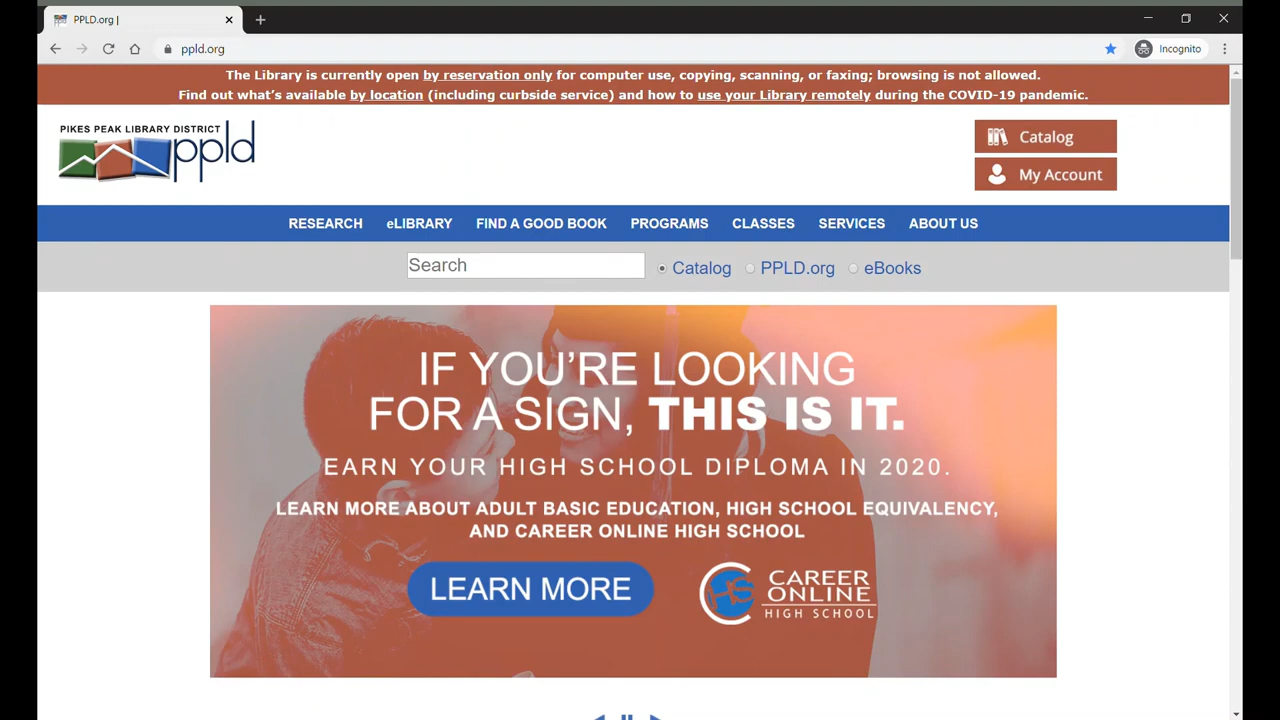 PPLD.org |
ppld.org
Incognito
The Library is currently open by reservation only for computer use, copying, scanning, or faxing; browsing is not allowed.
Find out what's available by location (including curbside service) and how to use your Library remotely during the COVID-19 pandemic.
PIKES PEAK LIBRARY DISTRICT
ppld
Catalog
My Account
RESEARCH eLIBRARY FIND A GOOD BOOK PROGRAMS CLASSES SERVICES ABOUT US
Search Catalog PPLD.org eBooks
IF YOU'RE LOOKING
FOR A SIGN, THIS IS IT.
EARN YOUR HIGH SCHOOL DIPLOMA IN 2020.
LEARN MORE ABOUT ADULT BASIC EDUCATION, HIGH SCHOOL EQUIVALENCY,
AND CAREER ONLINE HIGH SCHOOL
LEARN MORE
CHS
CAREER
ONLINE
HIGH SCHOOL